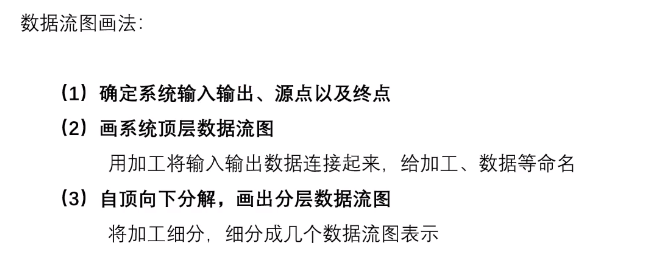 数据流图画法:
（1）确定系统输入输出、源点以及终点
（2）画系统顶层数据流图
用加工将输入输出数据连接起来，给加工、数据等命名
（3）自顶向下分解，画出分层数据流图
将加工细分，细分成几个数据流图表示